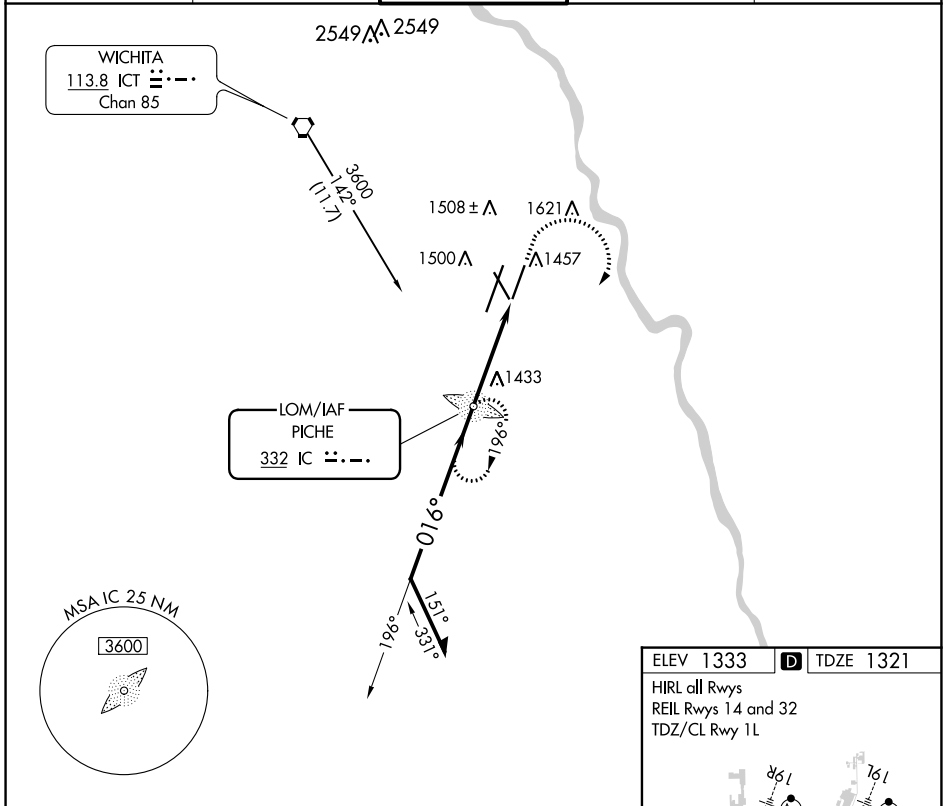 2549 2549
WICHITA
113.8 ICT
Chan 85
3600
142°
(11.7)
1508 ± 1621
1500 1457
1433
LOM/IAF
PICHE
332 IC
196°
016°
151°
331°
196°
MSA IC 25 NM
3600
ELEV 1333 D TDZE 1321
HIRL all Rwys
REIL Rwys 14 and 32
TDZ/CL Rwy 1L
19R 19L